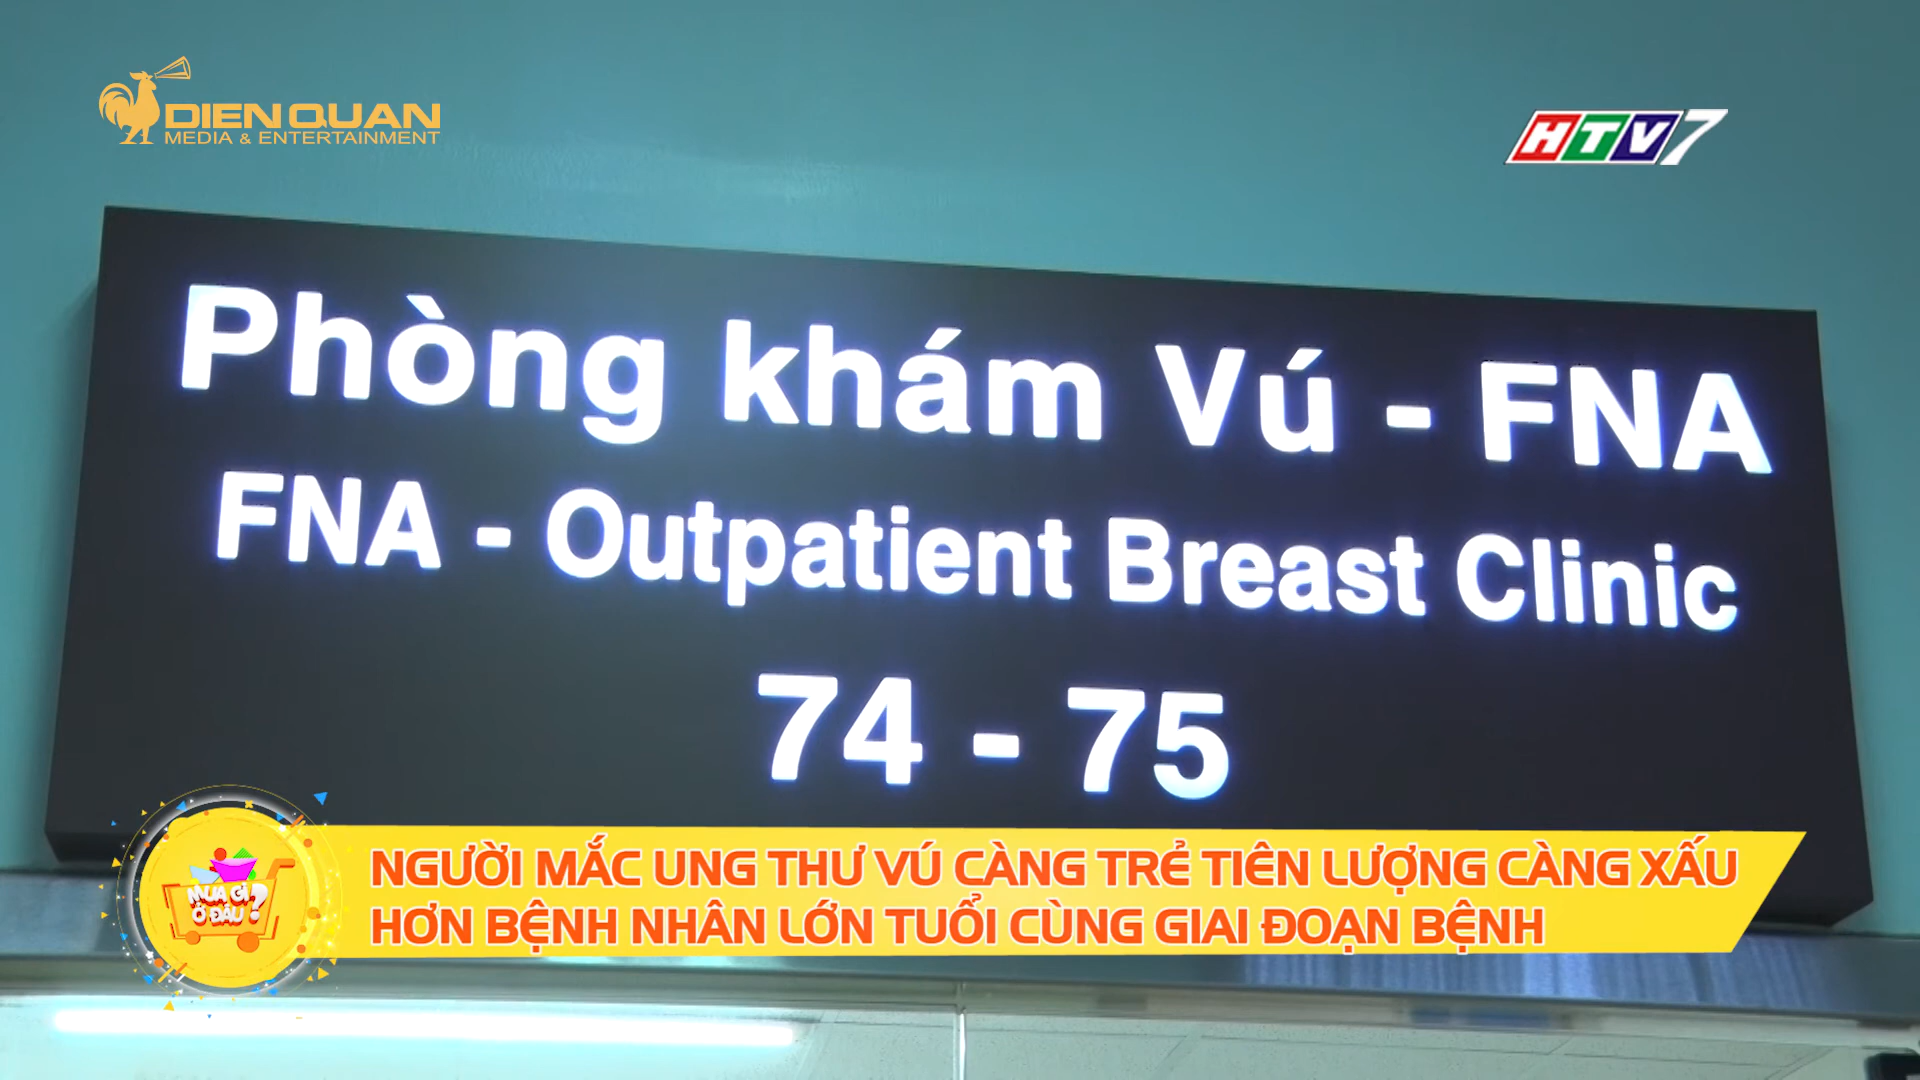 DIEN QUAN
MEDIA & ENTERTAINMENT
HTV7
Phòng khám Vú - FNA
FNA - Outpatient Breast Clinic
74 - 75
MUA GÌ
Ở ĐÂU?
NGƯỜI MẮC UNG THƯ VÚ CÀNG TRẺ TIÊN LƯỢNG CÀNG XẤU
HƠN BỆNH NHÂN LỚN TUỔI CÙNG GIAI ĐOẠN BỆNH